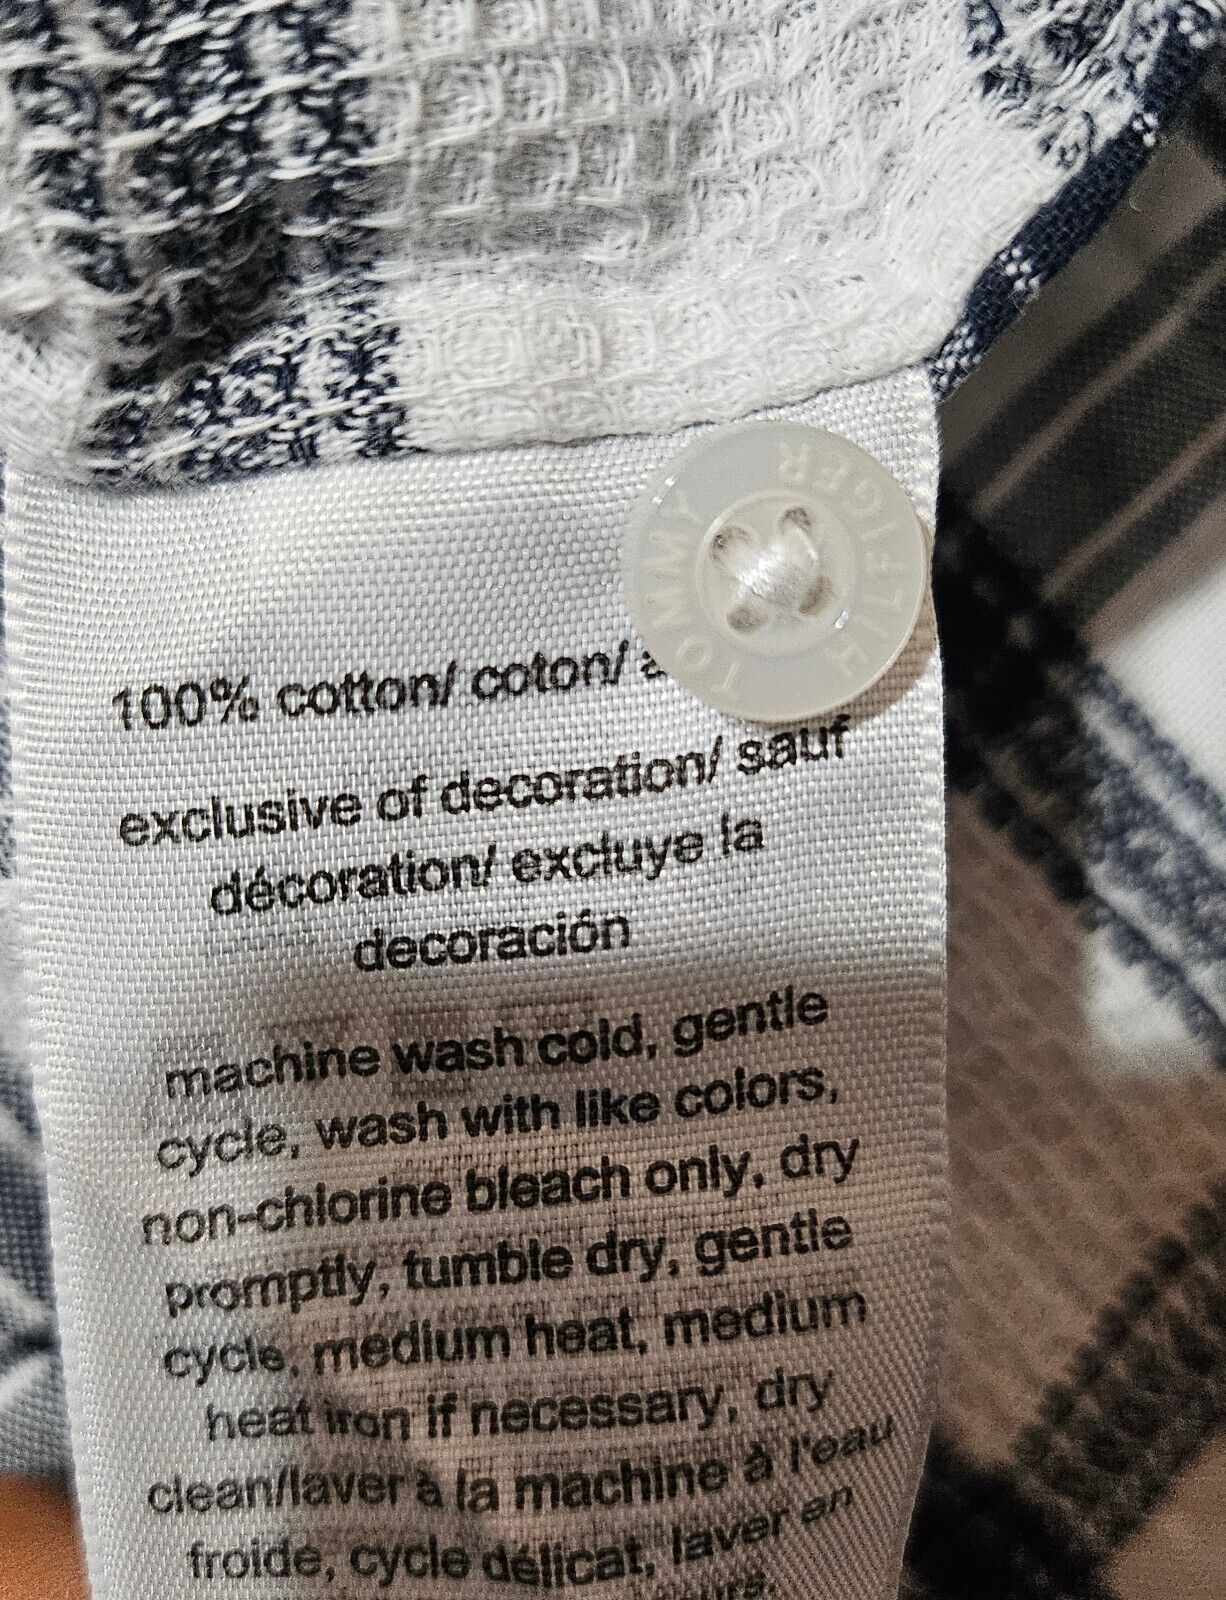 TOMMY HILFIGER
100% cotton/ coton/
exclusive of decoration/ sauf
décoration/ excluye la
decoración
machine wash cold, gentle
cycle, wash with like colors,
non-chlorine bleach only, dry
promptly, tumble dry, gentle
cycle, medium heat, medium
heat iron if necessary, dry
clean/laver à la machine à l'eau
froide, cycle délicat, laver en